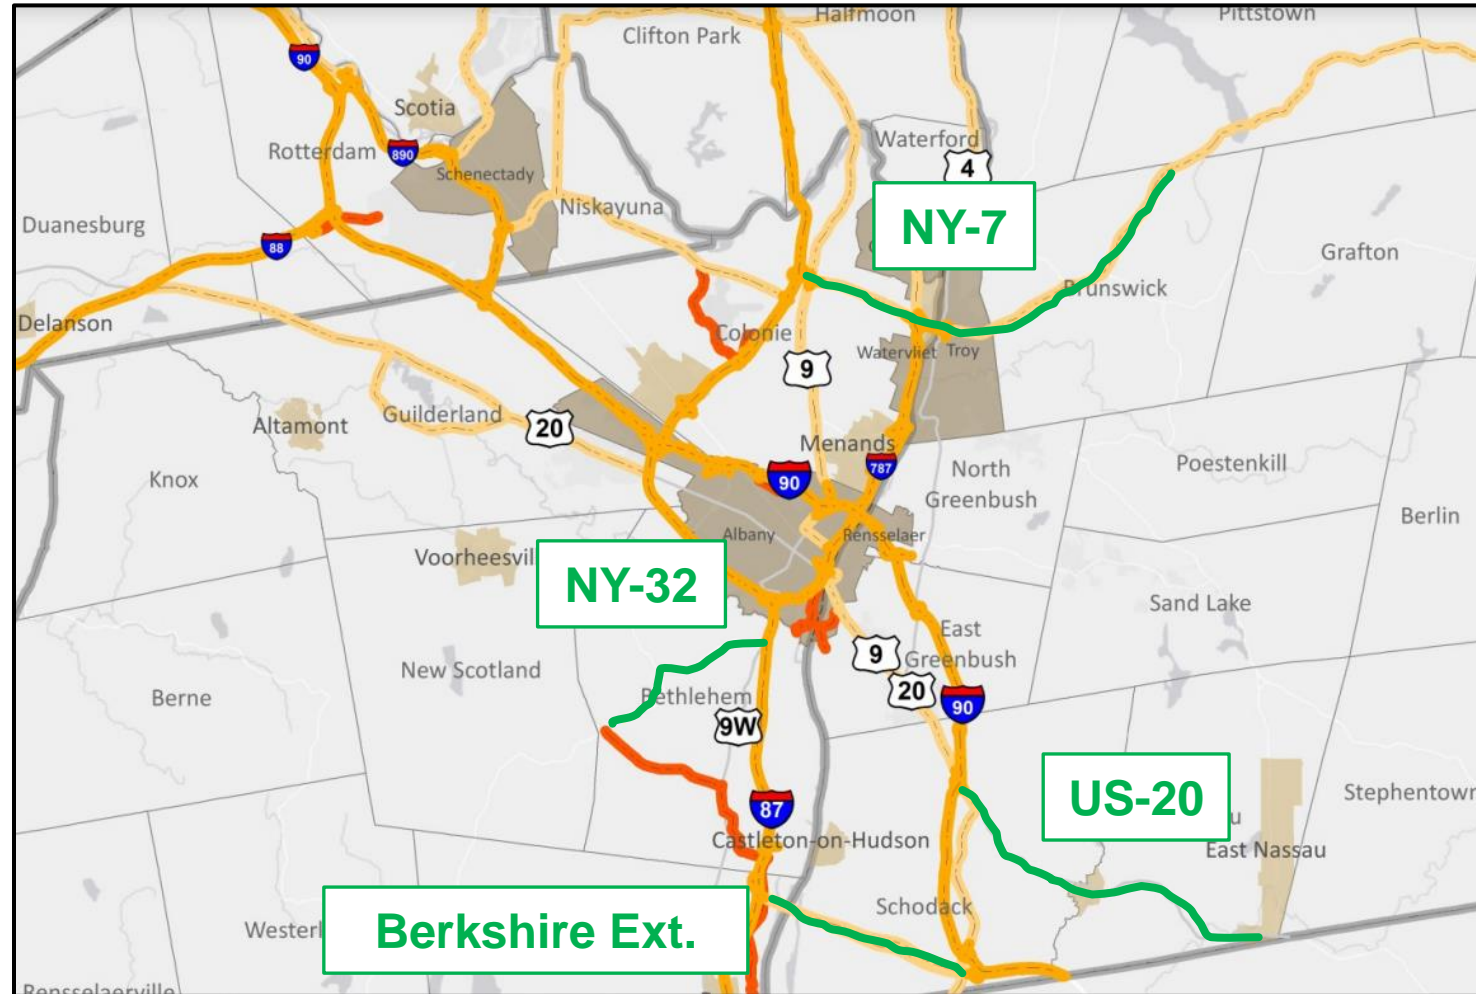 Halfmoon
Pittstown
Clifton Park
90
Scotia
Waterford
Rotterdam
890
4
Schenectady
NY-7
Niskayuna
Duanesburg
88
Grafton
Brunswick
Delanson
Colonie
Watervliet
Troy
9
Altamont
Guilderland
20
Menands
787
North
Greenbush
Poestenkill
Knox
90
Berlin
Albany
Rensselaer
Voorheesvil
NY-32
Sand Lake
East
Greenbush
9
New Scotland
Berne
Bethlehem
20
90
9W
US-20
Stephentown
87
u
Castleton-on-Hudson
East Nassau
Schodack
Westerl
Berkshire Ext.
Rensselaerville